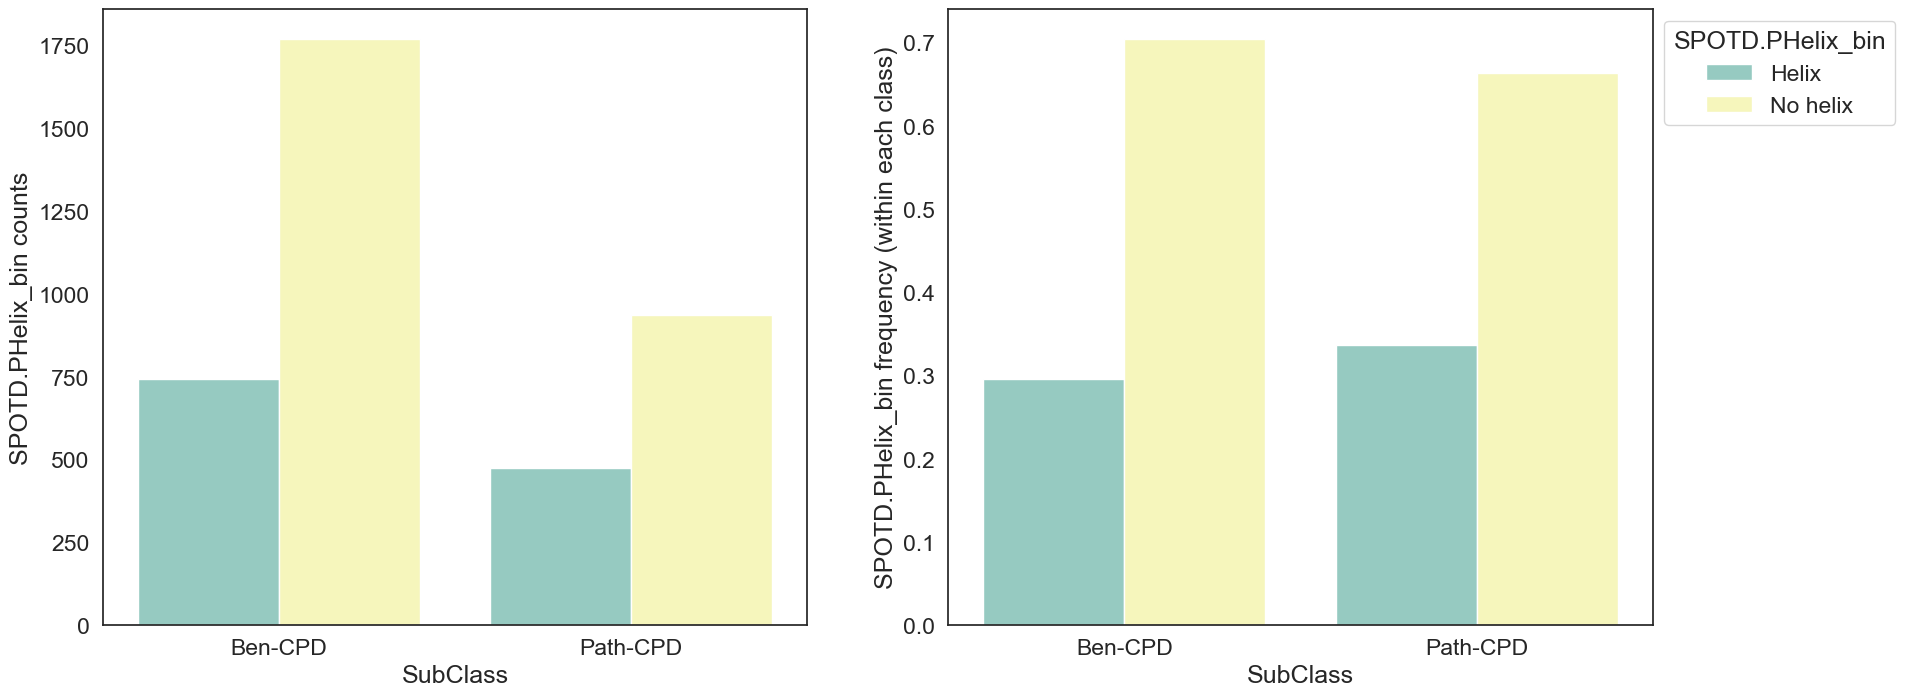 SPOTD.PHelix_bin counts
1750
1500
1250
1000
750
500
250
0
Ben-CPD
Path-CPD
SubClass
SPOTD.PHelix_bin frequency (within each class)
0.7
0.6
0.5
0.4
0.3
0.2
0.1
0.0
Ben-CPD
Path-CPD
SubClass
SPOTD.PHelix_bin
Helix
No helix